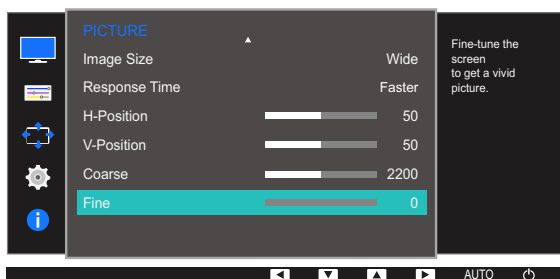 PICTURE
Image Size Wide
Response Time Faster
H-Position 50
V-Position 50
Coarse 2200
Fine 0
Fine-tune the
screen
to get a vivid
picture.
i
AUTO